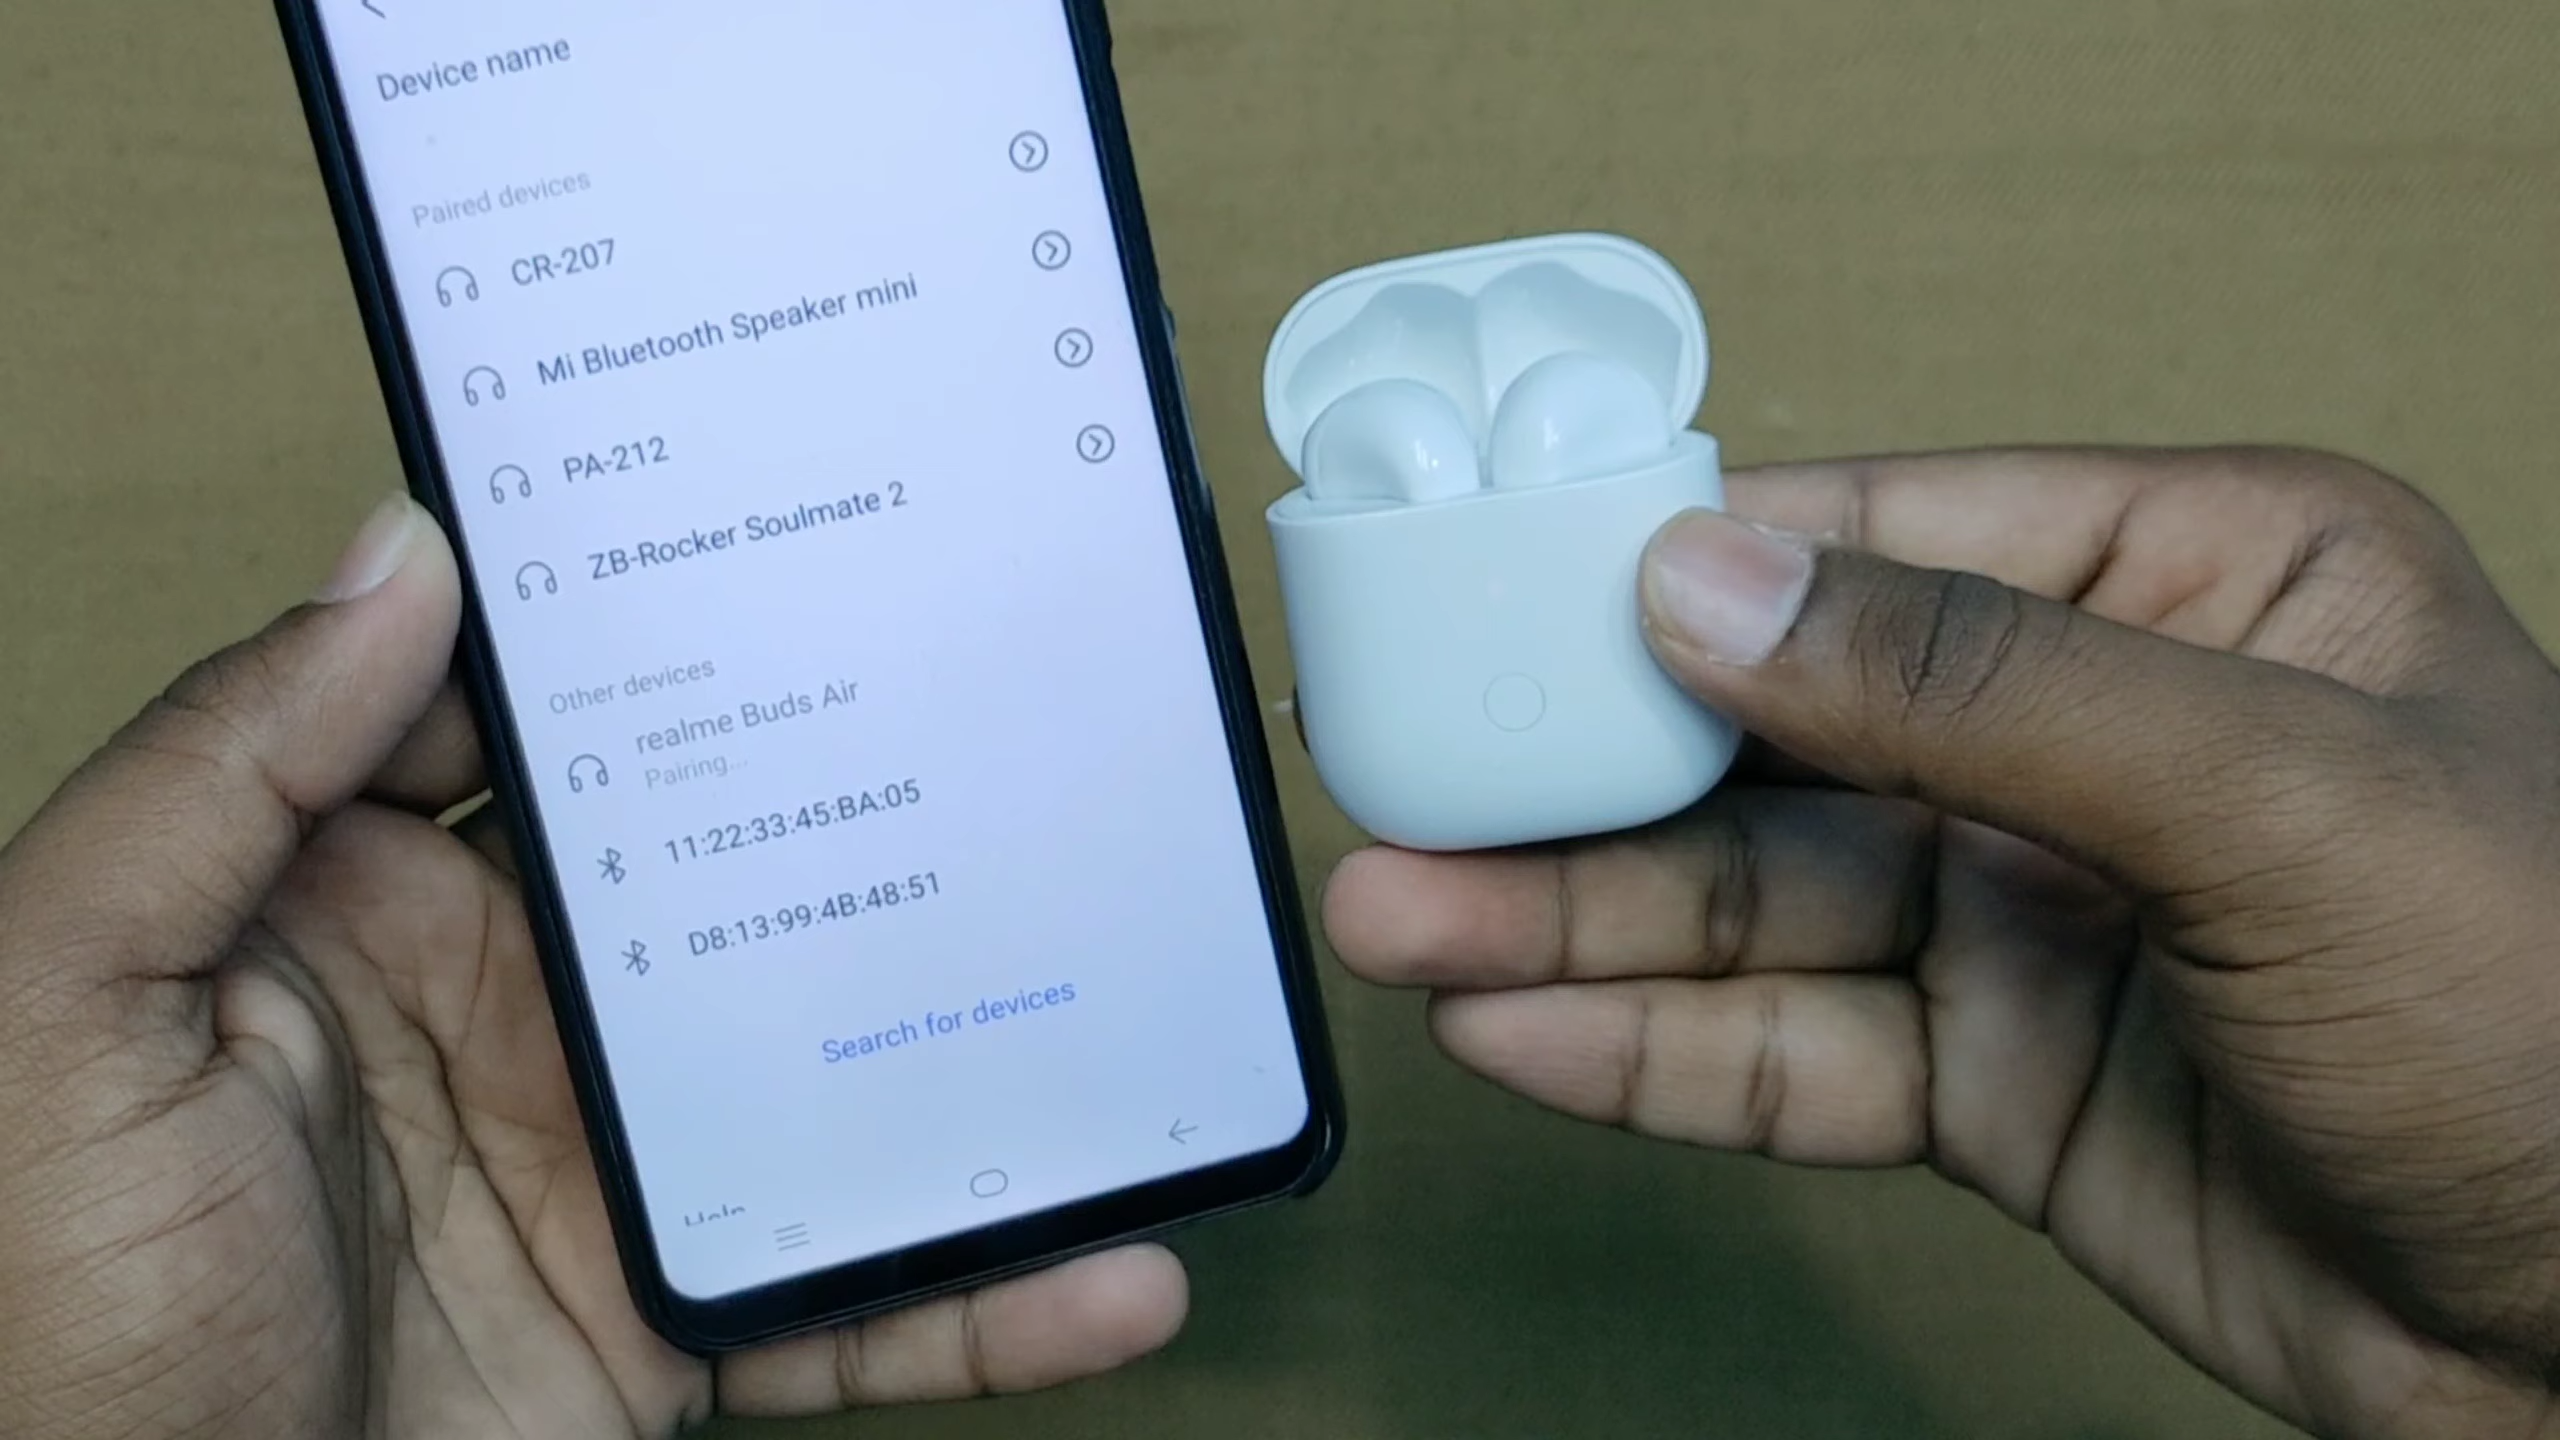 Device name
Paired devices
CR-207
Mi Bluetooth Speaker mini
PA-212
ZB-Rocker Soulmate 2
Other devices
realme Buds Air
Pairing...
11:22:33:45:BA:05
D8:13:99:4B:48:51
Search for devices
Help